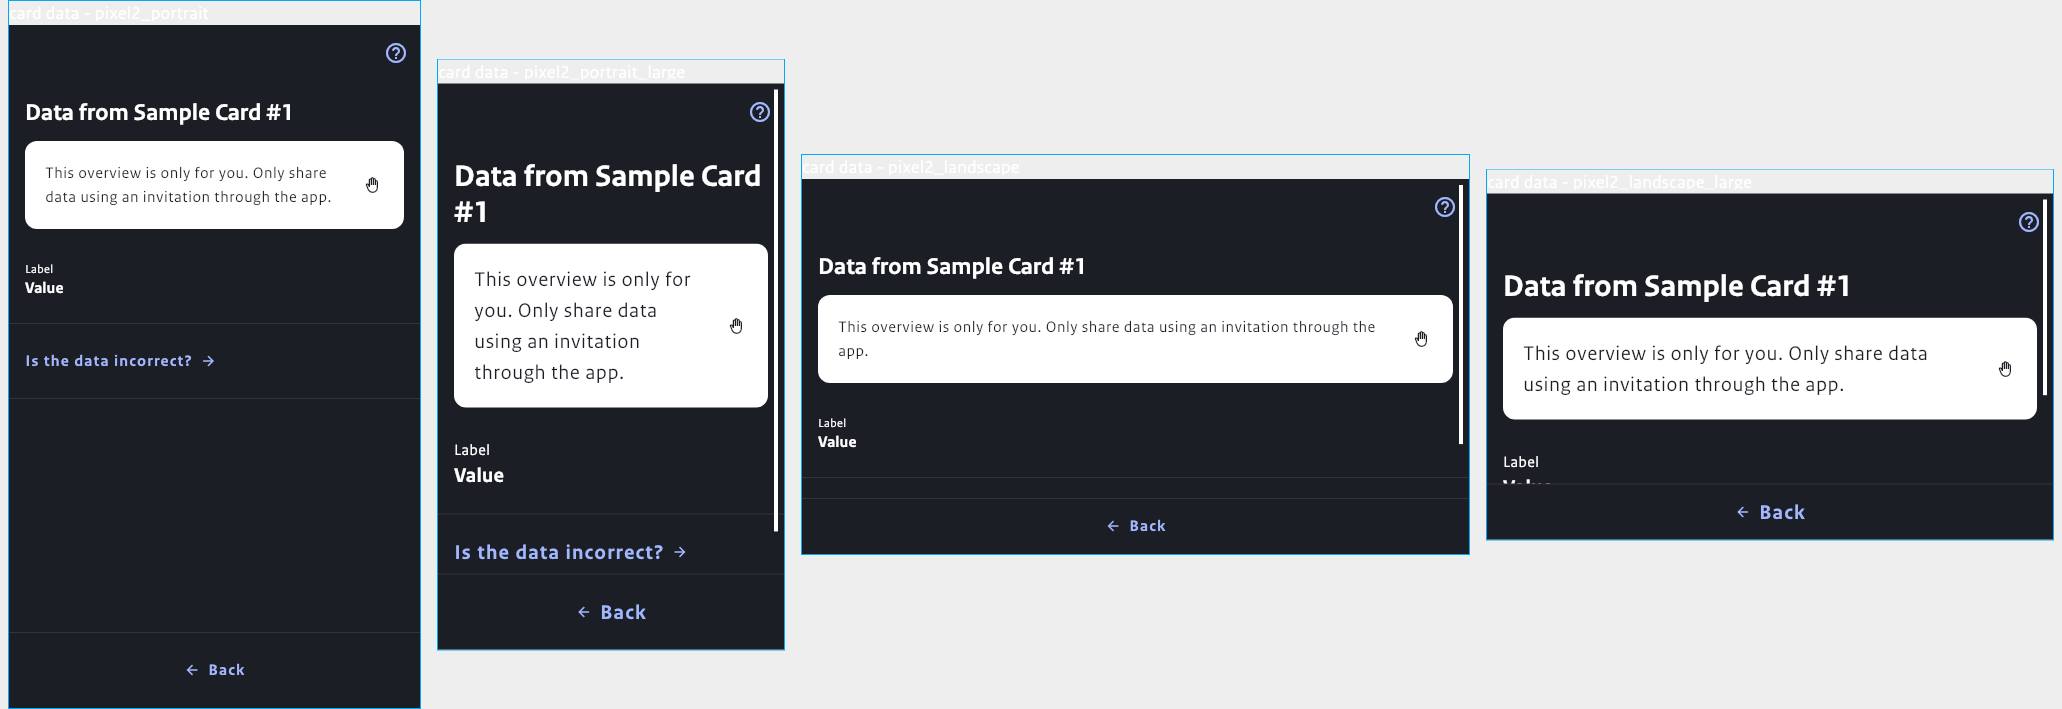 card data - pixel2_portrait
Data from Sample Card #1
This overview is only for you. Only share
data using an invitation through the app.
Label
Value
Is the data incorrect?
Back
card data - pixel2_portrait_large
Data from Sample Card
#1
This overview is only for
you. Only share data
using an invitation
through the app.
Label
Value
Is the data incorrect?
Back
card data - pixel2_landscape
Data from Sample Card #1
This overview is only for you. Only share data using an invitation through the
app.
Label
Value
Back
card data - pixel2_landscape_large
Data from Sample Card #1
This overview is only for you. Only share data
using an invitation through the app.
Label
Value
Back